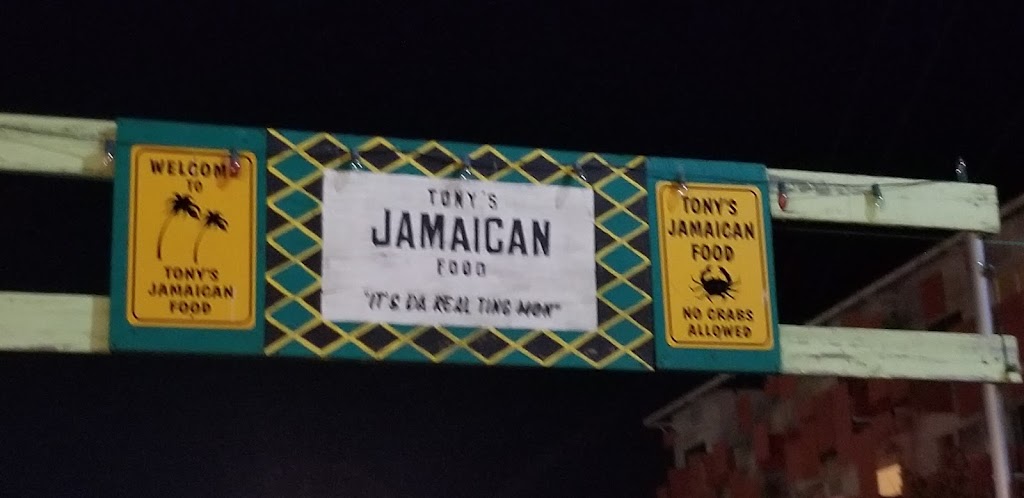 WELCOME
TO
TONY'S
JAMAICAN
FOOD
TONY'S
JAMAICAN
FOOD
"IT'S DA REAL TING MON"
TONY'S
JAMAICAN
FOOD
NO CRABS
ALLOWED